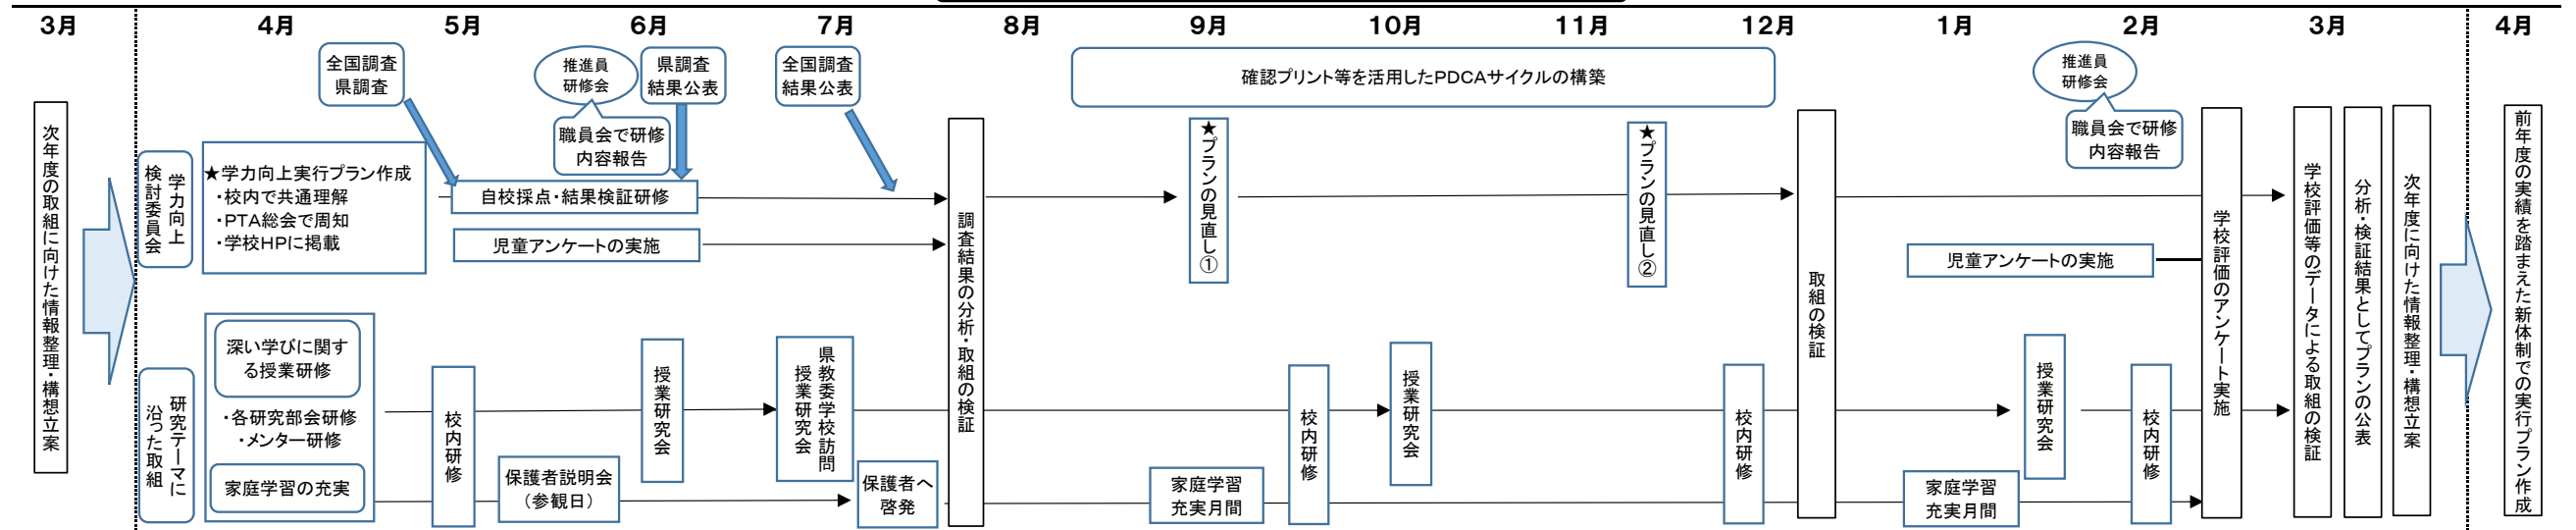 3月
4月
5月
6月
7月
8月
9月
10月
11月
12月
1月
2月
3月
4月
次年度の取組に向けた情報整理・構想立案
学力向上
検討委員会
★学力向上実行プラン作成
・校内で共通理解
・PTA総会で周知
・学校HPに掲載
全国調査
県調査
推進員
研修会
職員会で研修
内容報告
県調査
結果公表
全国調査
結果公表
自校採点・結果検証研修
児童アンケートの実施
調査結果の分析・取組の検証
確認プリント等を活用したPDCAサイクルの構築
★プランの見直し①
★プランの見直し②
取組の検証
推進員
研修会
職員会で研修
内容報告
児童アンケートの実施
学校評価のアンケート実施
学校評価等のデータによる取組の検証
分析・検証結果としてプランの公表
次年度に向けた情報整理・構想立案
前年度の実績を踏まえた新体制での実行プラン作成
研究テーマに
沿った取組
深い学びに関す
る授業研修
・各研究部会研修
・メンター研修
家庭学習の充実
校内研修
保護者説明会
（参観日）
授業研究会
県教委学校訪問
授業研究会
保護者へ
啓発
家庭学習
充実月間
校内研修
授業研究会
校内研修
家庭学習
充実月間
授業研究会
校内研修